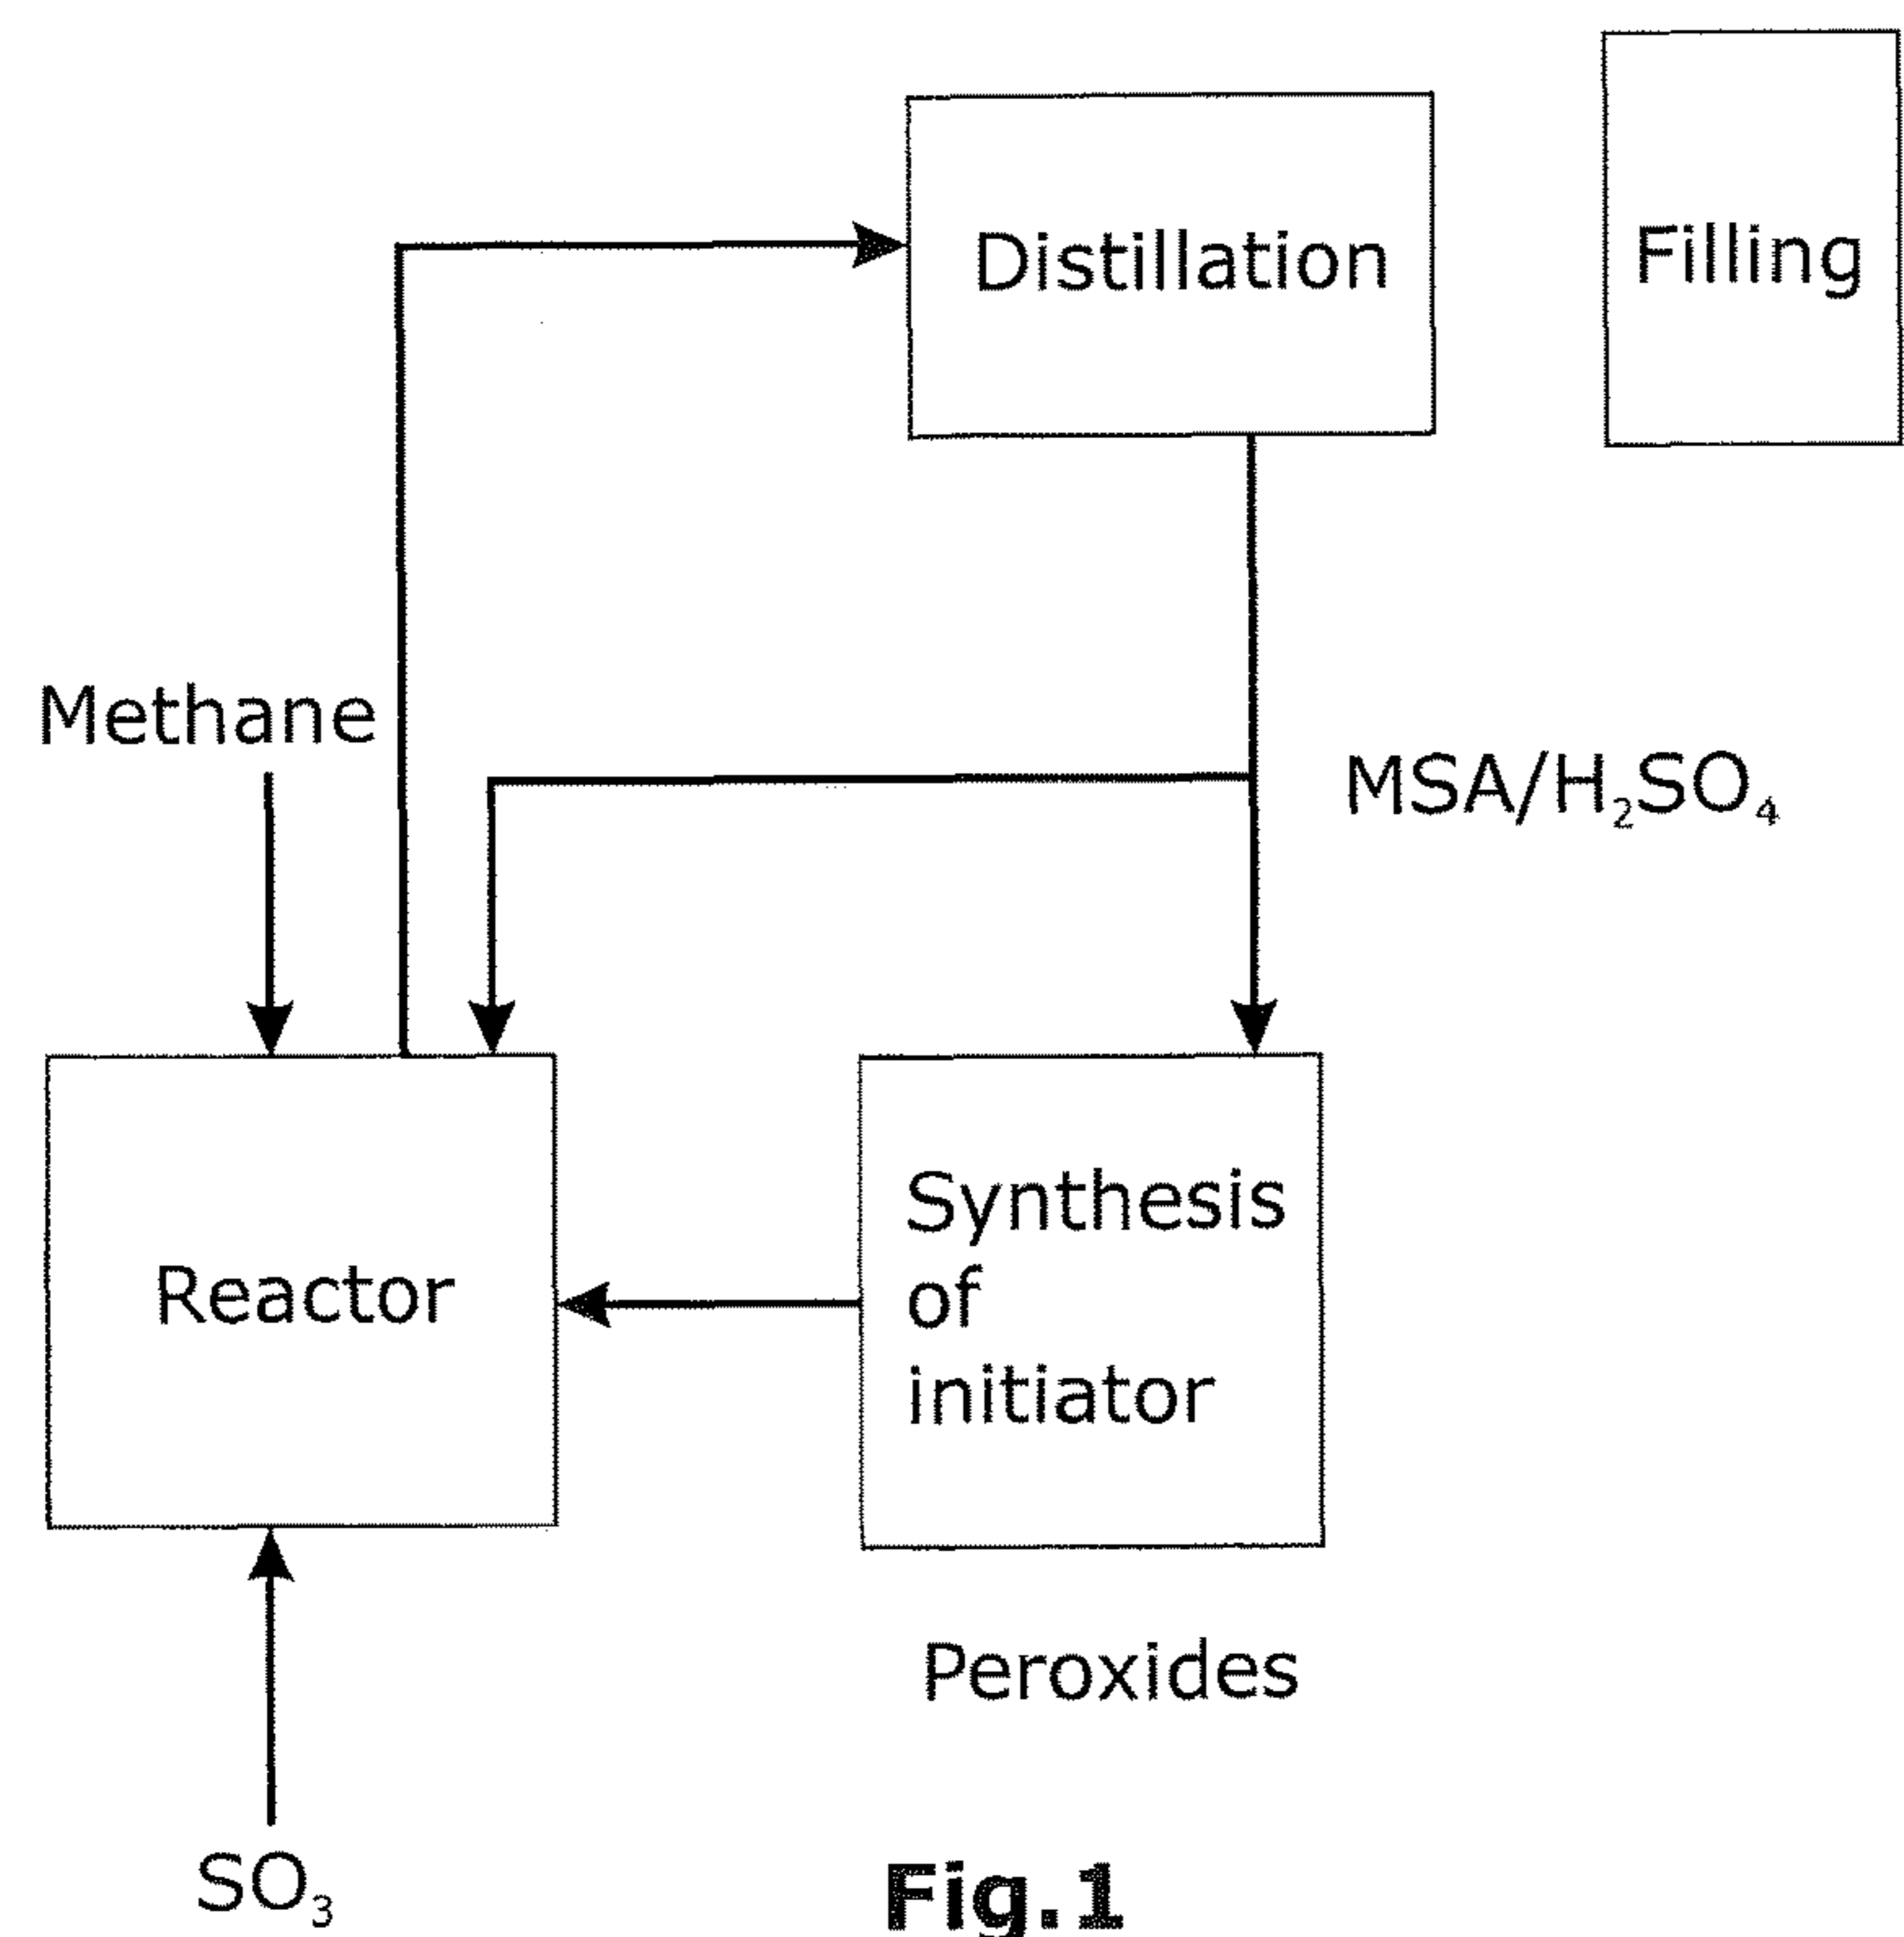 Distillation
Filling
Methane
MSA/H₂SO₄
Reactor
Synthesis
of
initiator
Peroxides
SO₃
Fig.1